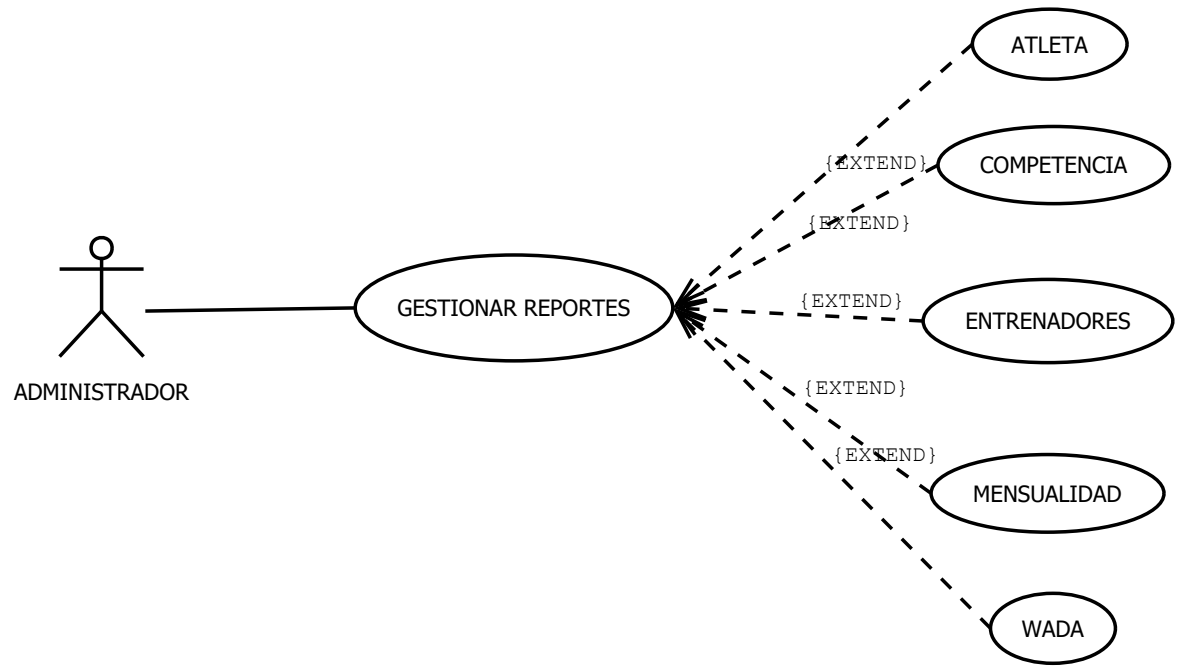 ATLETA
{EXTEND}
COMPETENCIA
{EXTEND}
{EXTEND}
GESTIONAR REPORTES
ENTRENADORES
ADMINISTRADOR
{EXTEND}
{EXTEND}
MENSUALIDAD
WADA